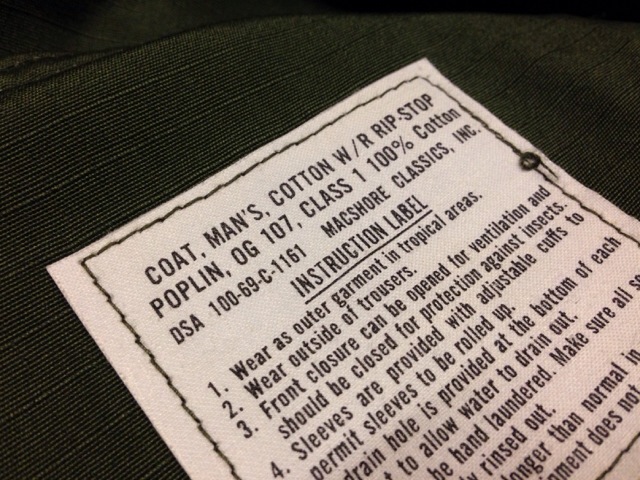 COAT, MAN'S, COTTON W/R RIP-STOP
POPLIN, OG 107, CLASS 1 100% Cotton
DSA 100-69-C-1161 MACSHORE CLASSICS, INC.
INSTRUCTION LABEL
1. Wear as outer garment in tropical areas.
2. Wear outside of trousers.
3. Front closure can be opened for ventilation and
should be closed for protection against insects.
4. Sleeves are provided with adjustable cuffs to
permit sleeves to be rolled up.
drain hole is provided at the bottom of each
to allow water to drain out.
be hand laundered. Make sure all
rinsed out.
longer than normal
does not